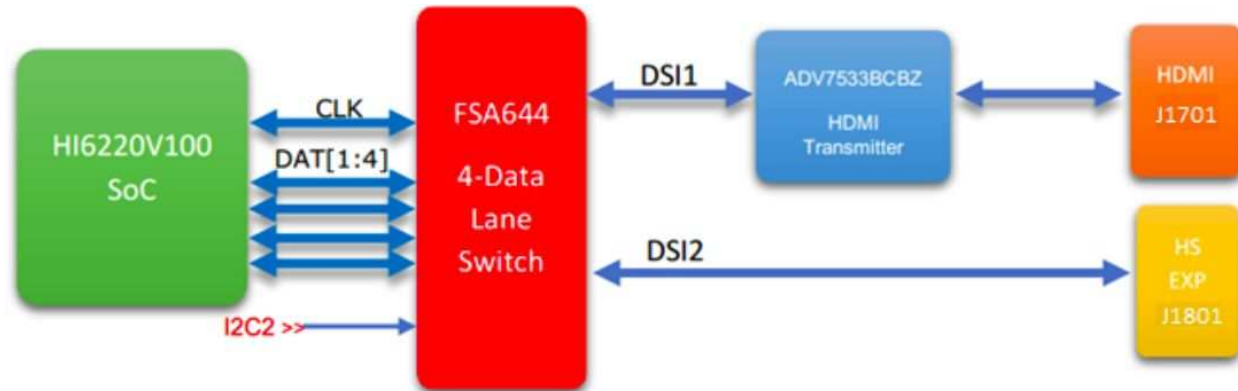 HI6220V100
SoC
CLK
DAT[1:4]
I2C2 >>
FSA644
4-Data
Lane
Switch
DSI1
DSI2
ADV7533BCBZ
HDMI
Transmitter
HDMI
J1701
HS
EXP
J1801